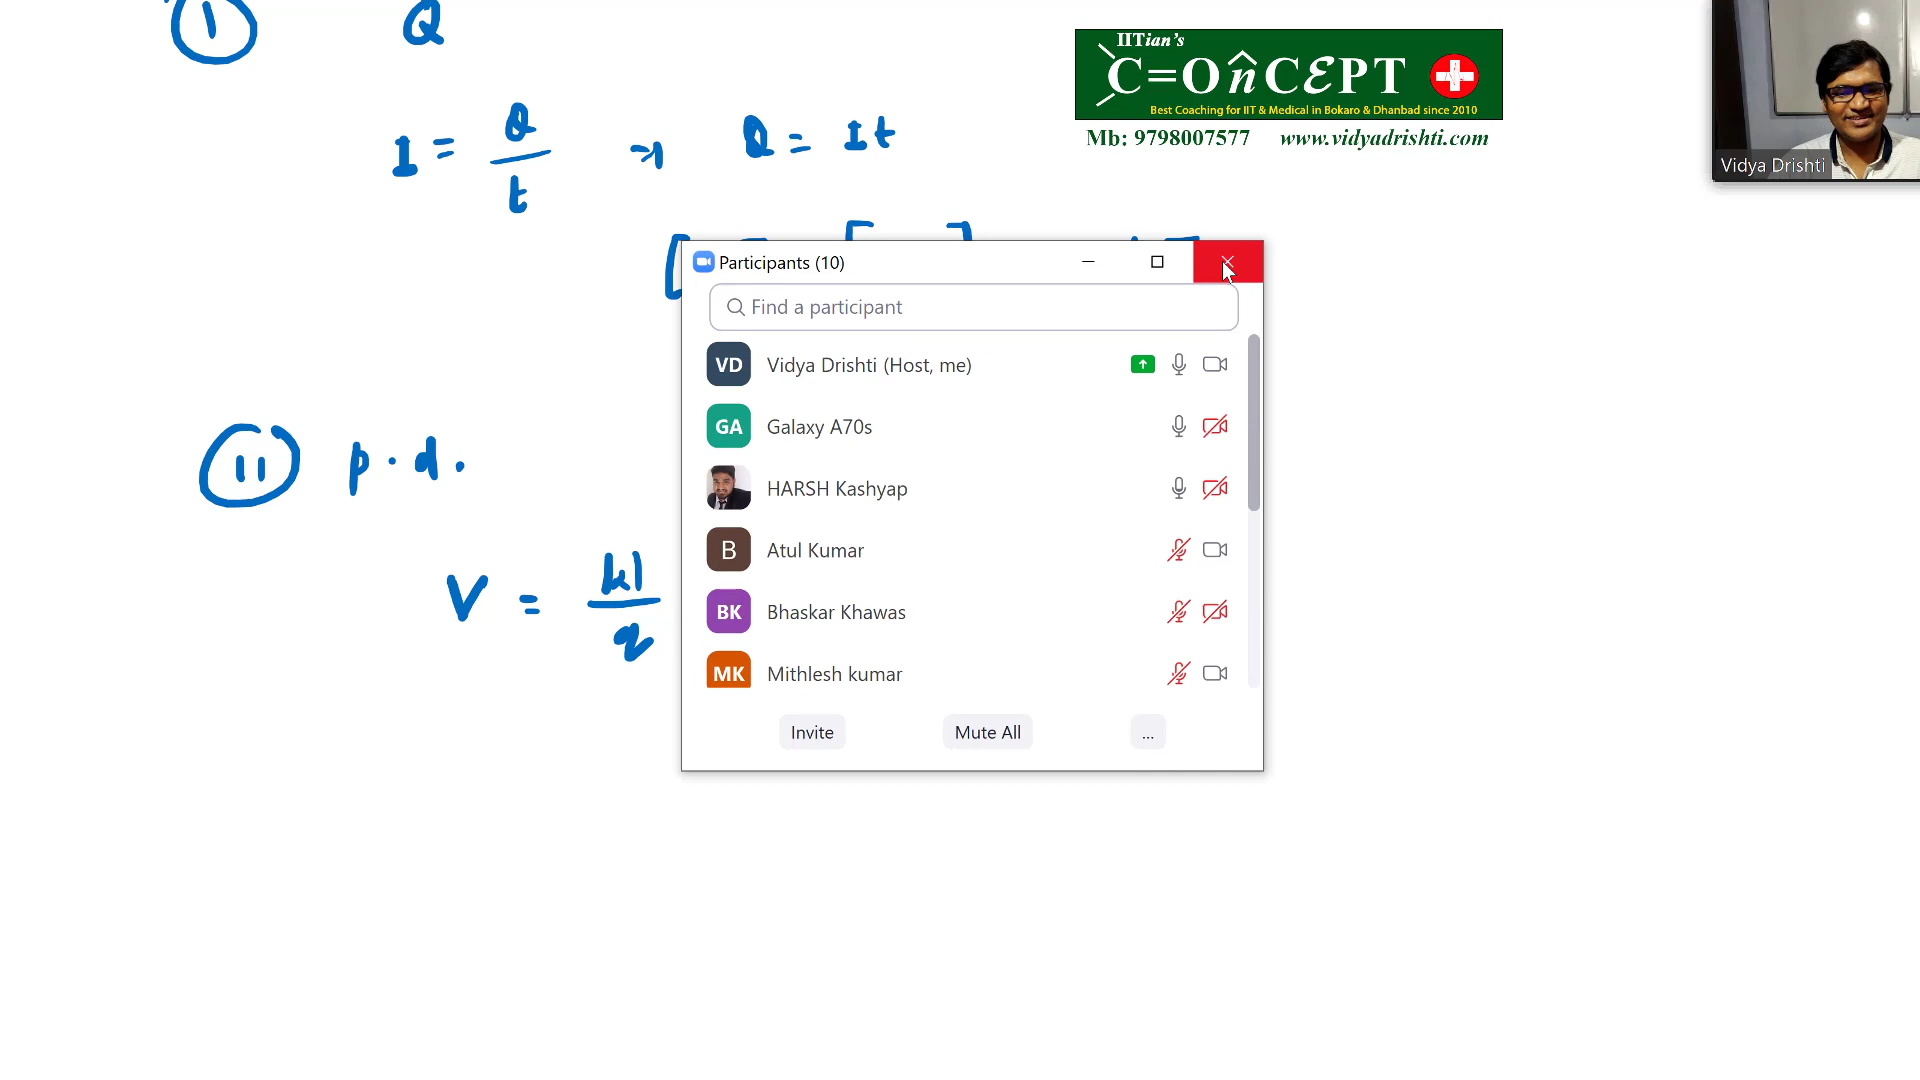 I Q
IITian's
C=OnCEPT
Best Coaching for IIT & Medical in Bokaro & Dhanbad since 2010
Mb: 9798007577 www.vidyadrishti.com
Vidya Drishti
I = Q/t → Q = It
Participants (10)
Find a participant
VD Vidya Drishti (Host, me)
GA Galaxy A70s
HARSH Kashyap
B Atul Kumar
BK Bhaskar Khawas
MK Mithlesh kumar
Invite Mute All ...
II p.d.
V = /q